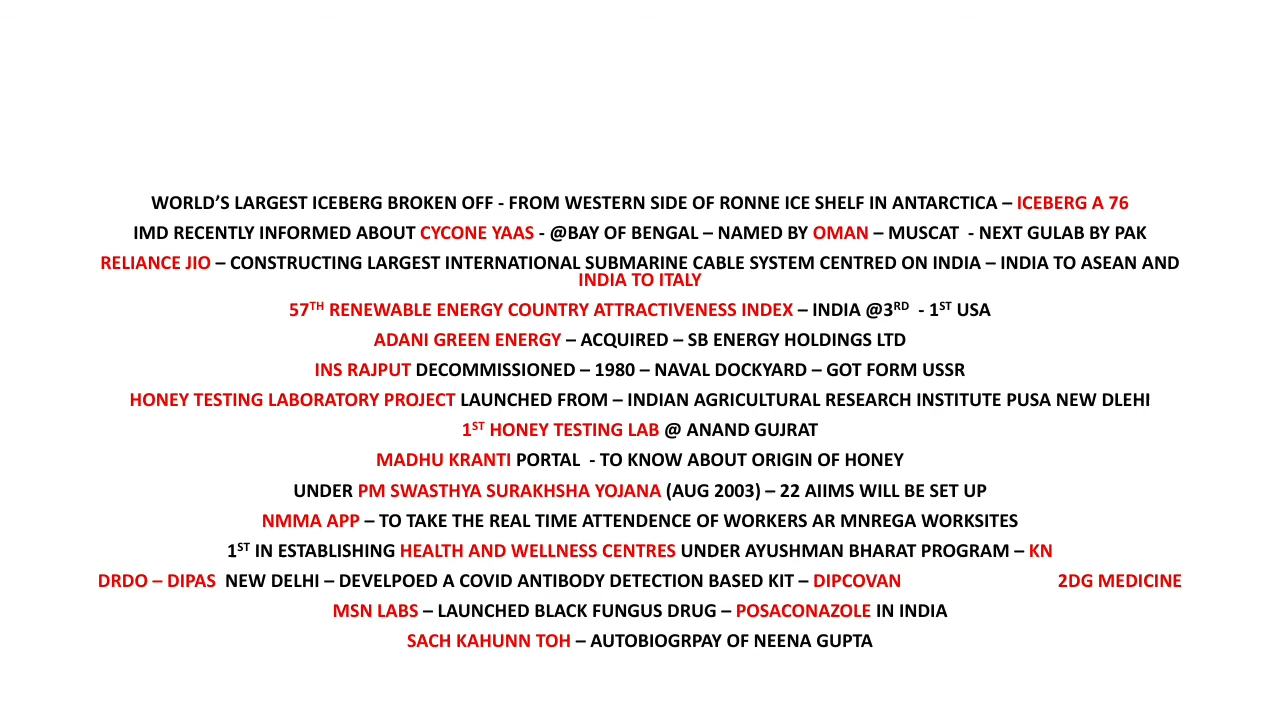 WORLD’S LARGEST ICEBERG BROKEN OFF - FROM WESTERN SIDE OF RONNE ICE SHELF IN ANTARCTICA – ICEBERG A 76
IMD RECENTLY INFORMED ABOUT CYCONE YAAS - @BAY OF BENGAL – NAMED BY OMAN – MUSCAT - NEXT GULAB BY PAK
RELIANCE JIO – CONSTRUCTING LARGEST INTERNATIONAL SUBMARINE CABLE SYSTEM CENTRED ON INDIA – INDIA TO ASEAN AND
INDIA TO ITALY
57TH RENEWABLE ENERGY COUNTRY ATTRACTIVENESS INDEX – INDIA @3RD - 1ST USA
ADANI GREEN ENERGY – ACQUIRED – SB ENERGY HOLDINGS LTD
INS RAJPUT DECOMMISSIONED – 1980 – NAVAL DOCKYARD – GOT FORM USSR
HONEY TESTING LABORATORY PROJECT LAUNCHED FROM – INDIAN AGRICULTURAL RESEARCH INSTITUTE PUSA NEW DLEHI
1ST HONEY TESTING LAB @ ANAND GUJRAT
MADHU KRANTI PORTAL - TO KNOW ABOUT ORIGIN OF HONEY
UNDER PM SWASTHYA SURAKHSHA YOJANA (AUG 2003) – 22 AIIMS WILL BE SET UP
NMMA APP – TO TAKE THE REAL TIME ATTENDENCE OF WORKERS AR MNREGA WORKSITES
1ST IN ESTABLISHING HEALTH AND WELLNESS CENTRES UNDER AYUSHMAN BHARAT PROGRAM – KN
DRDO – DIPAS NEW DELHI – DEVELPOED A COVID ANTIBODY DETECTION BASED KIT – DIPCOVAN 2DG MEDICINE
MSN LABS – LAUNCHED BLACK FUNGUS DRUG – POSACONAZOLE IN INDIA
SACH KAHUNN TOH – AUTOBIOGRPAY OF NEENA GUPTA